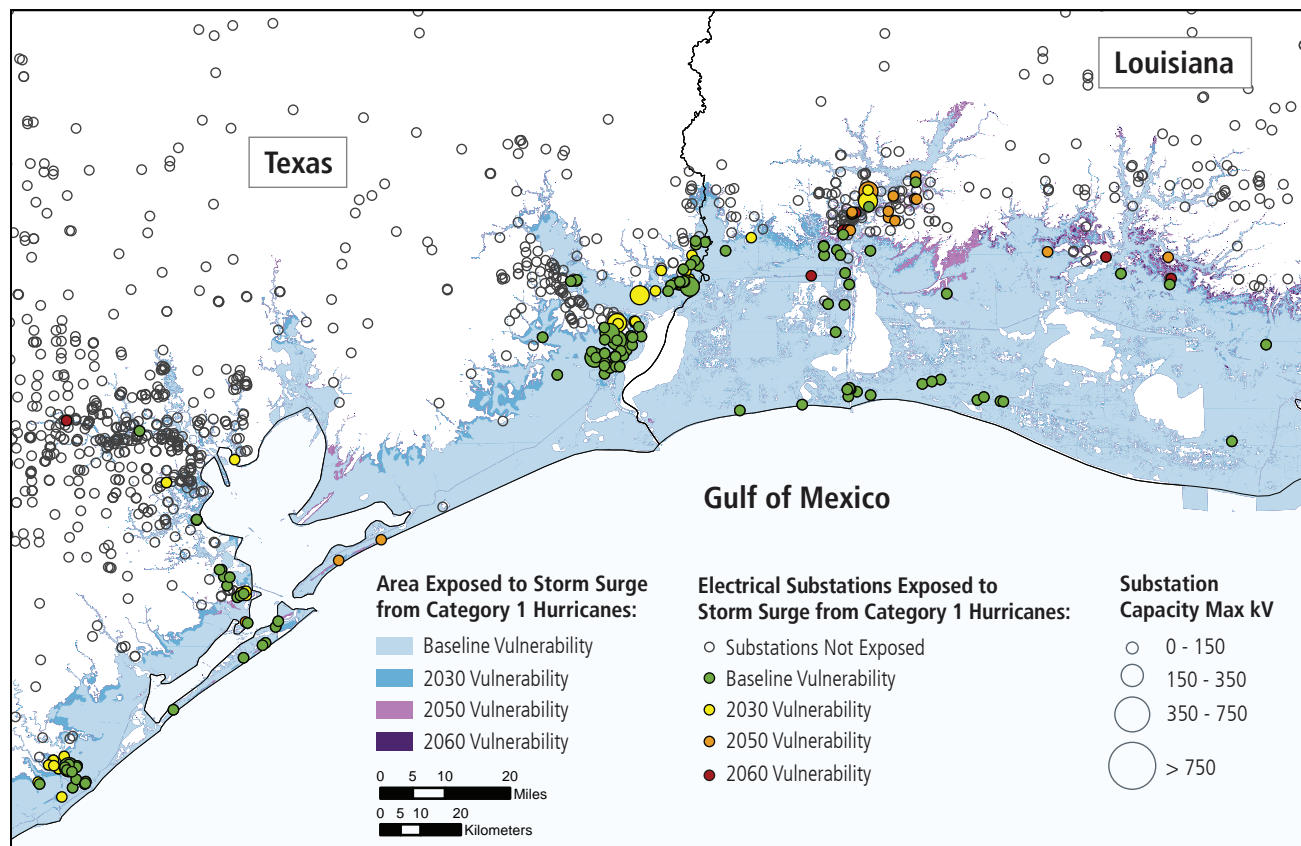 Louisiana
Texas
Gulf of Mexico
Area Exposed to Storm Surge
from Category 1 Hurricanes:
Baseline Vulnerability
2030 Vulnerability
2050 Vulnerability
2060 Vulnerability
0 10 20
Miles
0 5 10 20
Kilometers
Electrical Substations Exposed to
Storm Surge from Category 1 Hurricanes:
Substations Not Exposed
Baseline Vulnerability
2030 Vulnerability
2050 Vulnerability
2060 Vulnerability
Substation
Capacity Max kV
0 - 150
150 - 350
350 - 750
> 750